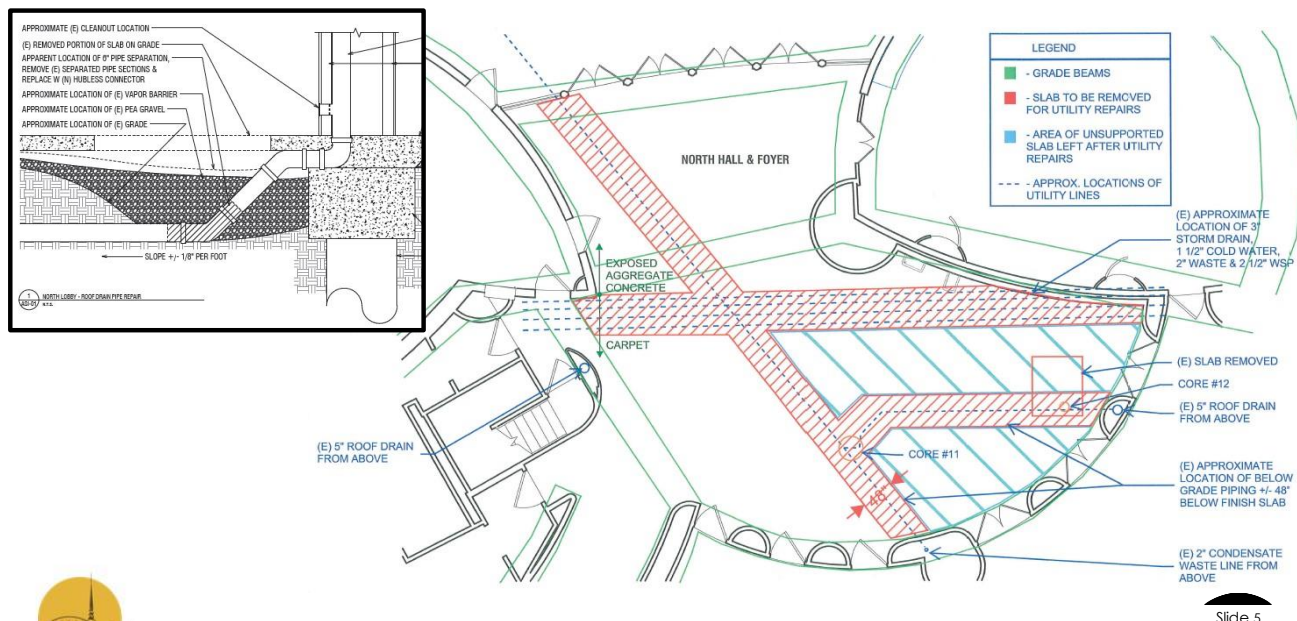 APPROXIMATE (E) CLEANOUT LOCATION
(E) REMOVED PORTION OF SLAB ON GRADE
APPARENT LOCATION OF 6" PIPE SEPARATION,
REMOVE (E) SEPARATED PIPE SECTIONS &
REPLACE W (N) HUBLESS CONNECTOR
APPROXIMATE LOCATION OF (E) VAPOR BARRIER
APPROXIMATE LOCATION OF (E) PEA GRAVEL
APPROXIMATE LOCATION OF (E) GRADE
SLOPE +/- 1/8" PER FOOT
1
NORTH LOBBY - ROOF DRAIN PIPE REPAIR
N.T.S.
NORTH HALL & FOYER
LEGEND
- GRADE BEAMS
- SLAB TO BE REMOVED
FOR UTILITY REPAIRS
- AREA OF UNSUPPORTED
SLAB LEFT AFTER UTILITY
REPAIRS
- APPROX. LOCATIONS OF
UTILITY LINES
(E) APPROXIMATE
LOCATION OF 3"
STORM DRAIN,
1 1/2" COLD WATER,
2" WASTE & 2 1/2" WSP
EXPOSED
AGGREGATE
CONCRETE
CARPET
(E) SLAB REMOVED
CORE #12
(E) 5" ROOF DRAIN
FROM ABOVE
(E) 5" ROOF DRAIN
FROM ABOVE
CORE #11
48"
(E) APPROXIMATE
LOCATION OF BELOW
GRADE PIPING +/- 48"
BELOW FINISH SLAB
(E) 2" CONDENSATE
WASTE LINE FROM
ABOVE
Slide 5